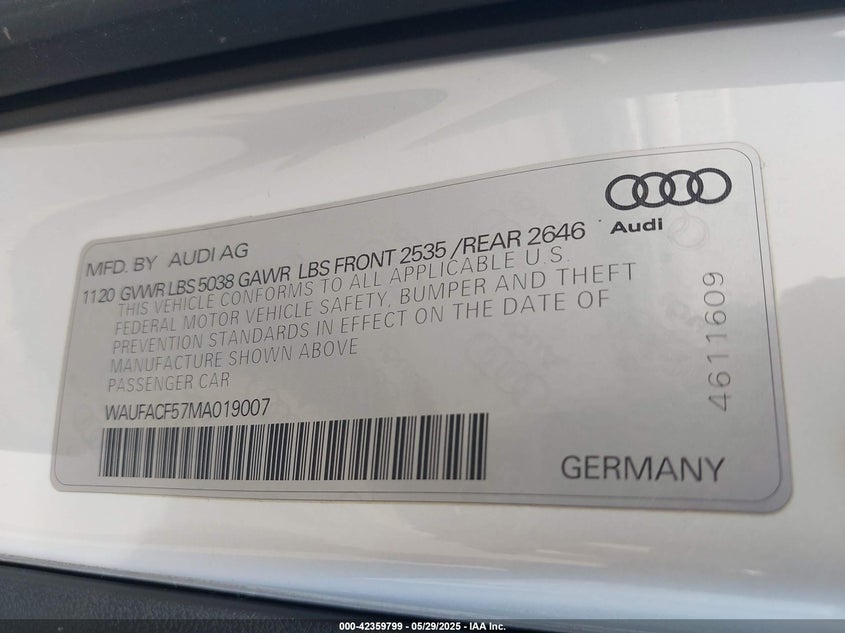 Audi
MFD. BY AUDI AG
1120 GVWR LBS 5038 GAWR LBS FRONT 2535 /REAR 2646
THIS VEHICLE CONFORMS TO ALL APPLICABLE U.S.
FEDERAL MOTOR VEHICLE SAFETY, BUMPER AND THEFT
PREVENTION STANDARDS IN EFFECT ON THE DATE OF
MANUFACTURE SHOWN ABOVE
PASSENGER CAR
WAUFACF57MA019007
4611609
GERMANY
000-42359799 - 05/29/2025 - IAA Inc.